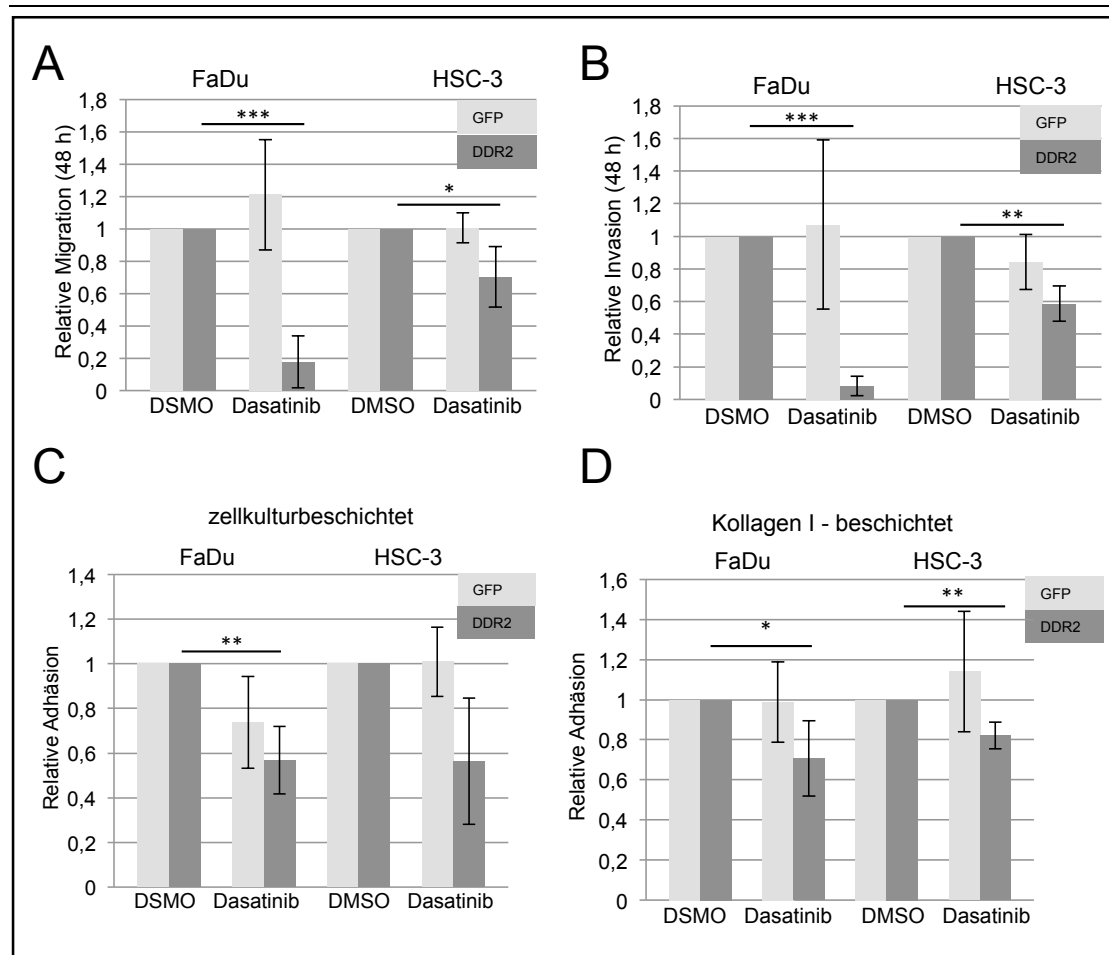 A
FaDu HSC-3
1,8
1,6
1,4
1,2
1
0,8
0,6
0,4
0,2
0
Relative Migration (48 h)
***
*
GFP
DDR2
DSMO Dasatinib DMSO Dasatinib
B
FaDu HSC-3
1,8
1,6
1,4
1,2
1
0,8
0,6
0,4
0,2
0
Relative Invasion (48 h)
***
**
GFP
DDR2
DSMO Dasatinib DMSO Dasatinib
C
zellkulturbeschichtet
FaDu HSC-3
1,4
1,2
1
0,8
0,6
0,4
0,2
0
Relative Adhäsion
**
GFP
DDR2
DSMO Dasatinib DMSO Dasatinib
D
Kollagen I - beschichtet
FaDu HSC-3
1,6
1,4
1,2
1
0,8
0,6
0,4
0,2
0
Relative Adhäsion
*
**
GFP
DDR2
DSMO Dasatinib DMSO Dasatinib